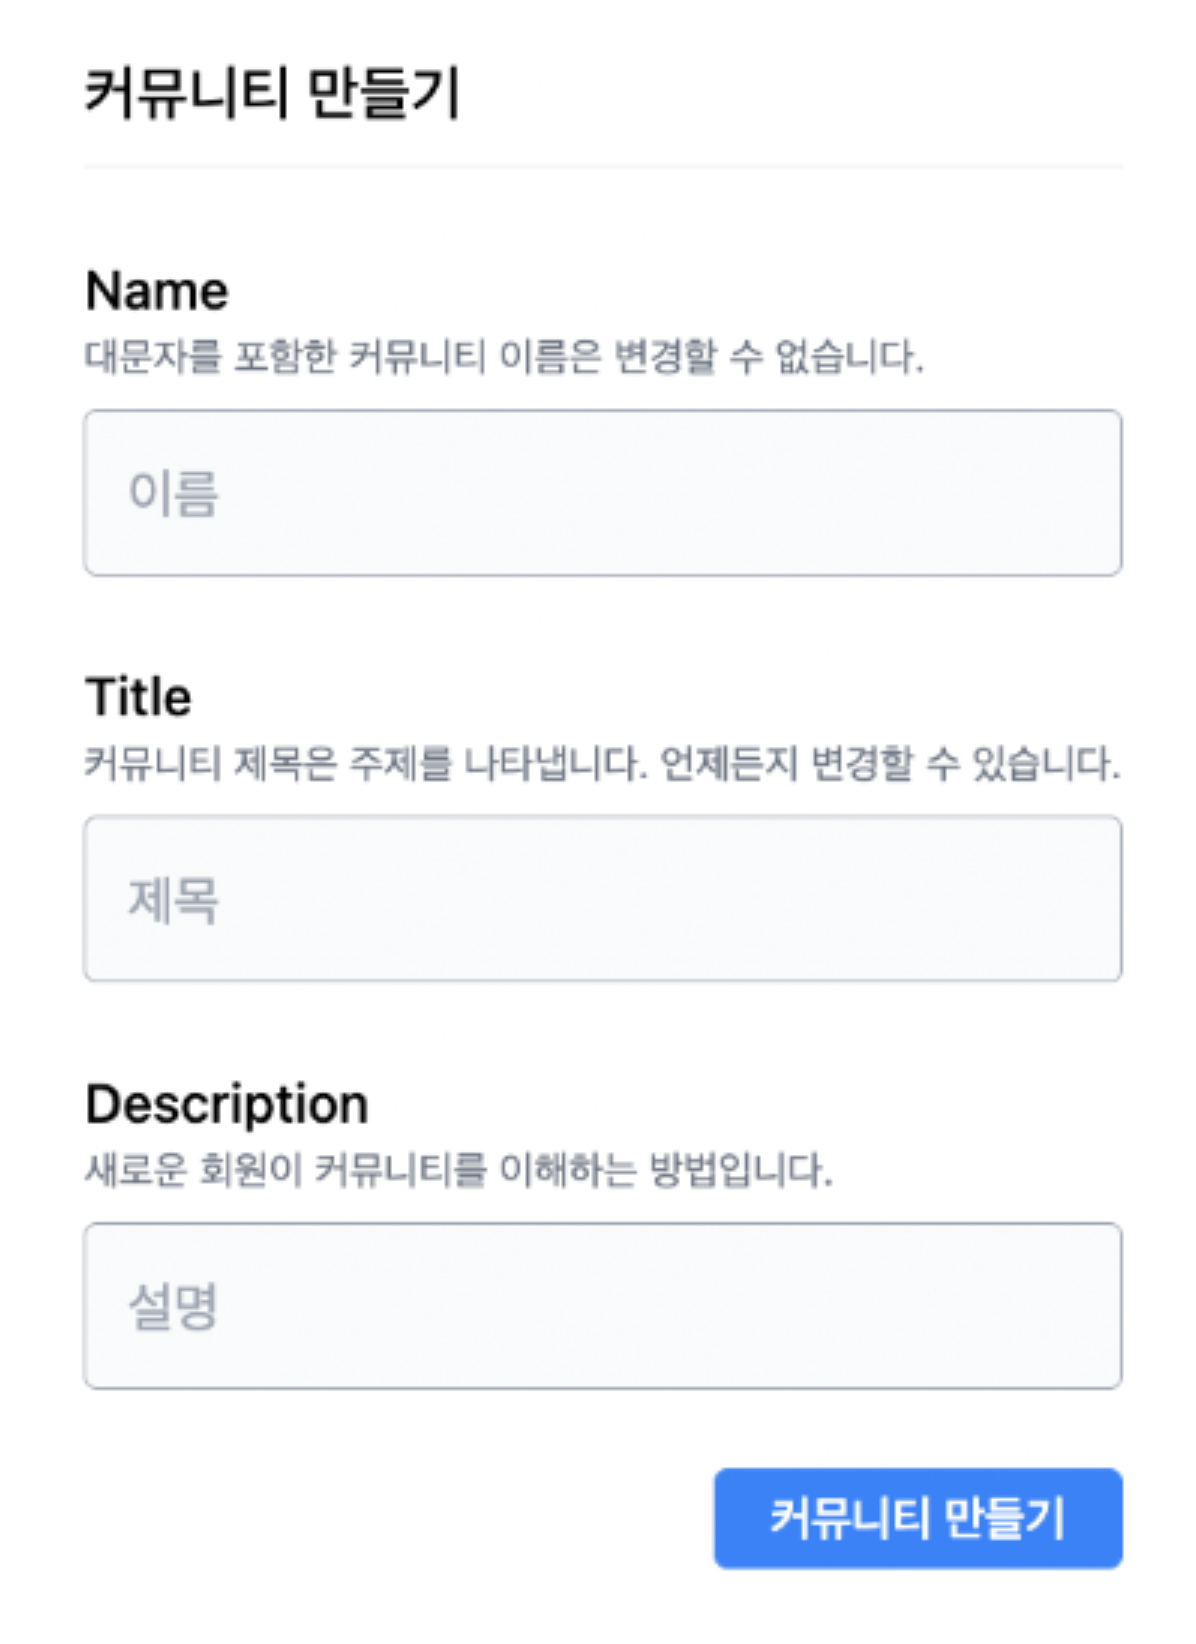 커뮤니티 만들기
Name
대문자를 포함한 커뮤니티 이름은 변경할 수 없습니다.
이름
Title
커뮤니티 제목은 주제를 나타냅니다. 언제든지 변경할 수 있습니다.
제목
Description
새로운 회원이 커뮤니티를 이해하는 방법입니다.
설명
커뮤니티 만들기